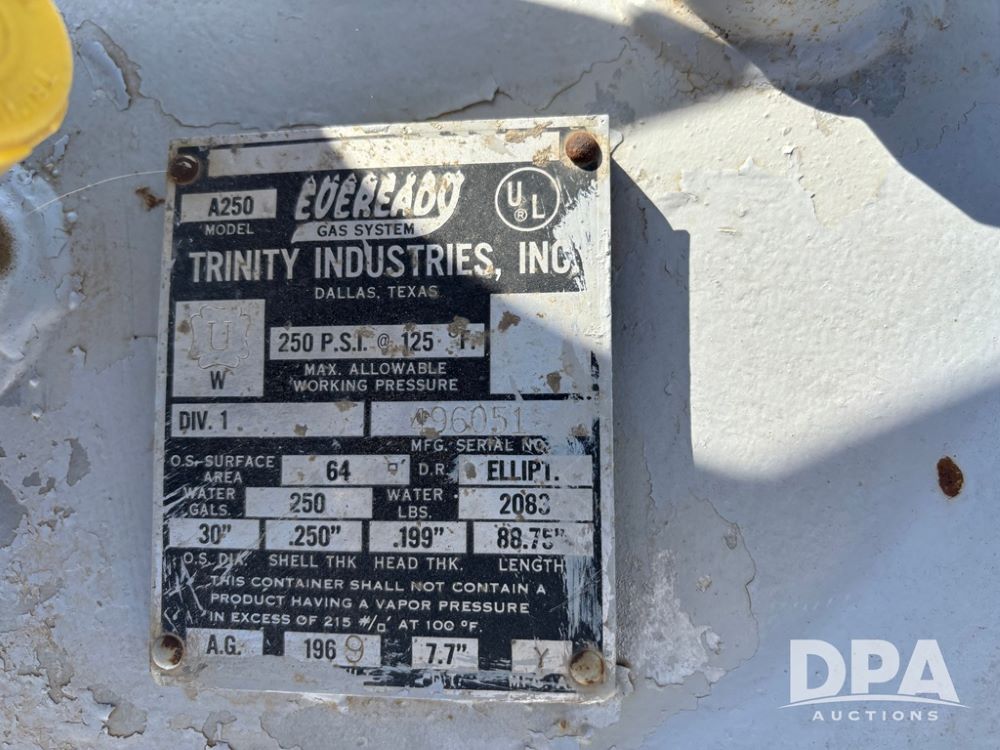 A250
MODEL
EVEREADY
GAS SYSTEM
U L
®
TRINITY INDUSTRIES, INC.
DALLAS, TEXAS
U
W
250 P.S.I. @ 125 °F.
MAX. ALLOWABLE
WORKING PRESSURE
DIV. 1
496051
MFG. SERIAL NO.
O.S. SURFACE AREA 64 □' D.R. ELLIPT.
WATER GALS. 250 WATER LBS. 2083
30" .250" .199" 88.75"
O.S. DIA. SHELL THK. HEAD THK. LENGTH
THIS CONTAINER SHALL NOT CONTAIN A
PRODUCT HAVING A VAPOR PRESSURE
IN EXCESS OF 215 #/□' AT 100 °F.
A.G. 1969 7.7" Y
DPA
AUCTIONS